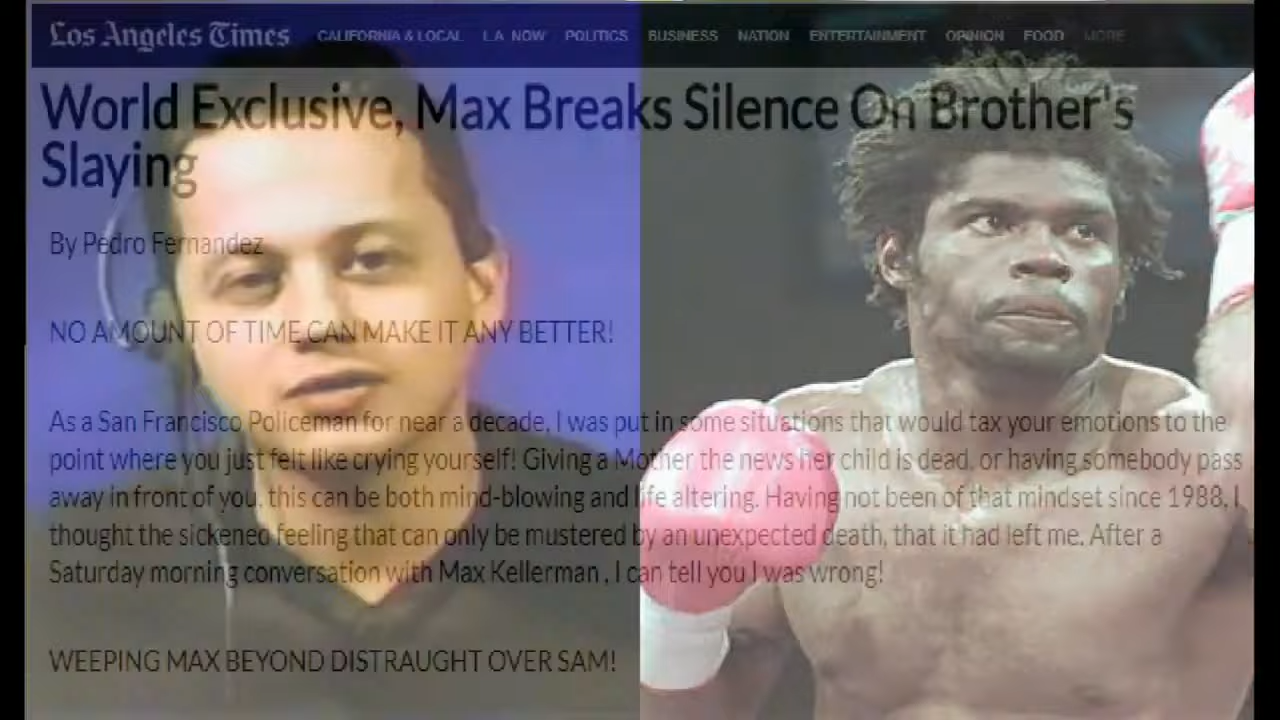 Los Angeles Times CALIFORNIA & LOCAL L.A. NOW POLITICS BUSINESS NATION ENTERTAINMENT OPINION FOOD MORE
World Exclusive, Max Breaks Silence On Brother's
Slaying
By Pedro Fernandez
NO AMOUNT OF TIME CAN MAKE IT ANY BETTER!
As a San Francisco Policeman for near a decade, I was put in some situations that would tax your emotions to the
point where you just felt like crying yourself! Giving a Mother the news her child is dead, or having somebody pass
away in front of you, this can be both mind-blowing and life altering. Having not been of that mindset since 1988, I
thought the sickened feeling that can only be mustered by an unexpected death, that it had left me. After a
Saturday morning conversation with Max Kellerman , I can tell you I was wrong!
WEEPING MAX BEYOND DISTRAUGHT OVER SAM!